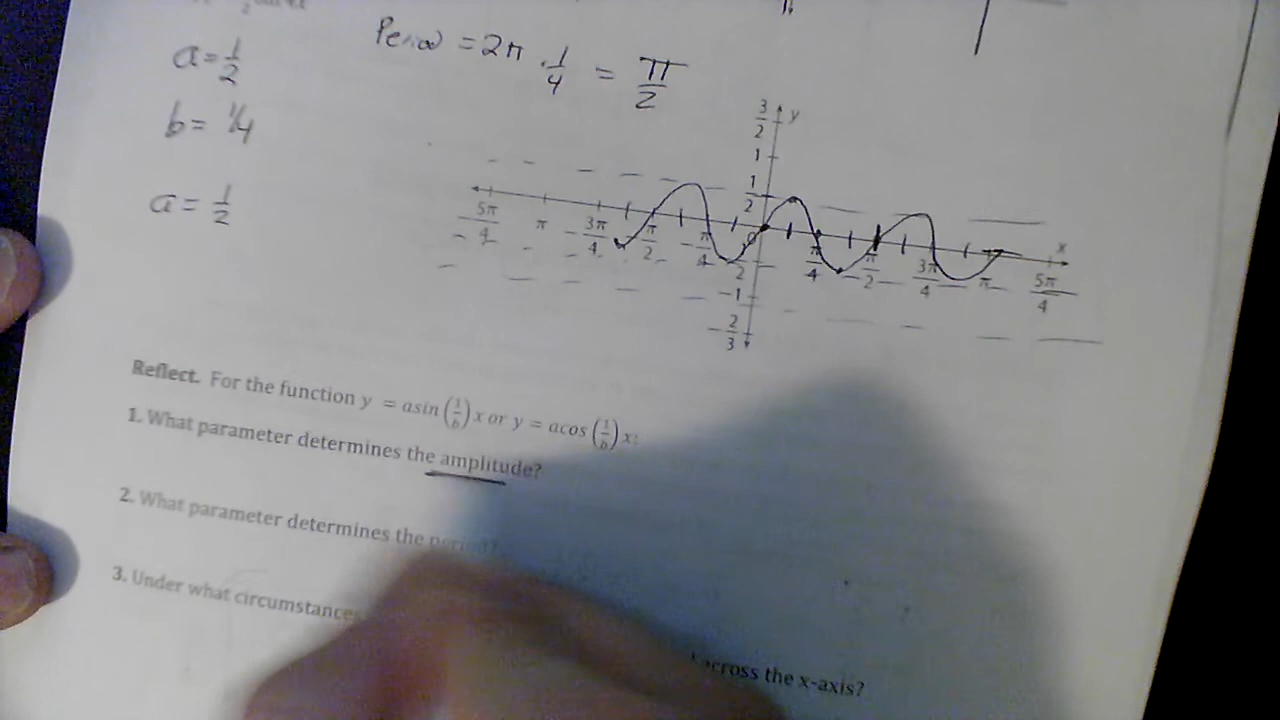 Period = 2π · 1/4 = π/2
a = 1/2
b = 1/4
a = 1/2
3/2 y
1
1/2
5π/4 π -3π/4 -π/2 -π/4 0 π/4 π/2 3π/4 π 5π/4 x
2
-1
-2/3
Reflect. For the function y = asin (1/b) x or y = acos (1/b) x:
1. What parameter determines the amplitude?
2. What parameter determines the period?
3. Under what circumstances across the x-axis?